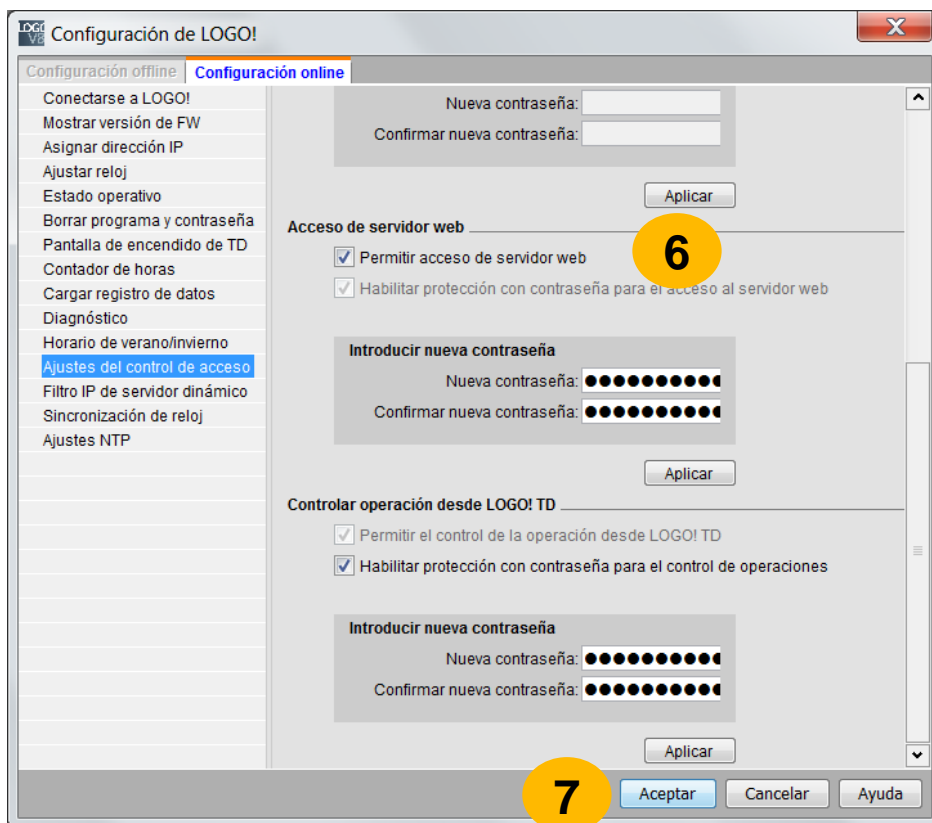 LOGO! V8 Configuración de LOGO!
Configuración offline
Configuración online
Conectarse a LOGO!
Mostrar versión de FW
Asignar dirección IP
Ajustar reloj
Estado operativo
Borrar programa y contraseña
Pantalla de encendido de TD
Contador de horas
Cargar registro de datos
Diagnóstico
Horario de verano/invierno
Ajustes del control de acceso
Filtro IP de servidor dinámico
Sincronización de reloj
Ajustes NTP
Nueva contraseña:
Confirmar nueva contraseña:
Aplicar
Acceso de servidor web
6
Permitir acceso de servidor web
Habilitar protección con contraseña para el acceso al servidor web
Introducir nueva contraseña
Nueva contraseña: ●●●●●●●●●●
Confirmar nueva contraseña: ●●●●●●●●●●
Aplicar
Controlar operación desde LOGO! TD
Permitir el control de la operación desde LOGO! TD
Habilitar protección con contraseña para el control de operaciones
Introducir nueva contraseña
Nueva contraseña: ●●●●●●●●●●
Confirmar nueva contraseña: ●●●●●●●●●●
Aplicar
7
Aceptar
Cancelar
Ayuda